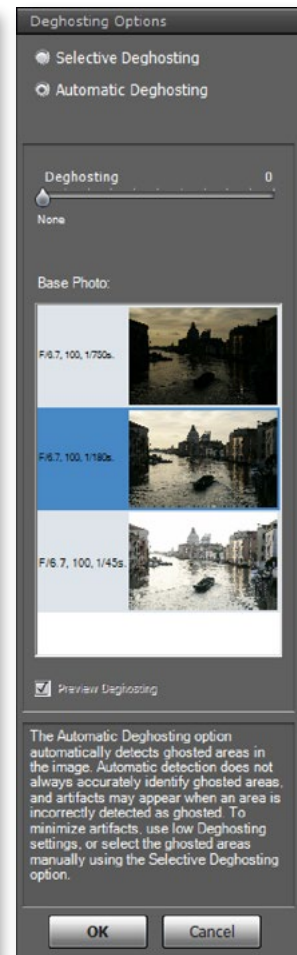 Deghosting Options
Selective Deghosting
Automatic Deghosting
Deghosting 0
None
Base Photo:
F/6.7, 100, 1/750s.
F/6.7, 100, 1/180s.
F/6.7, 100, 1/45s.
Preview Deghosting
The Automatic Deghosting option
automatically detects ghosted areas in
the image. Automatic detection does not
always accurately identify ghosted areas,
and artifacts may appear when an area is
incorrectly detected as ghosted. To
minimize artifacts, use low Deghosting
settings, or select the ghosted areas
manually using the Selective Deghosting
option.
OK Cancel